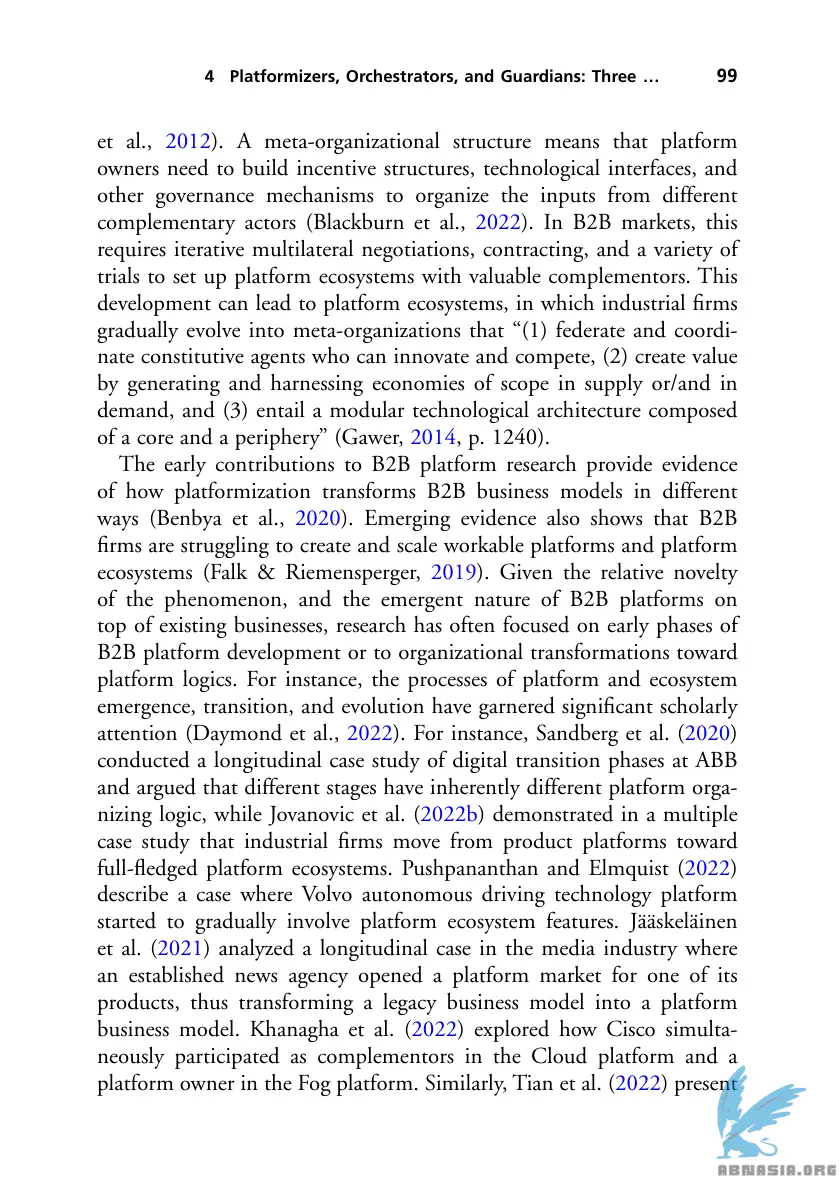 4 Platformizers, Orchestrators, and Guardians: Three … 99
et al., 2012). A meta-organizational structure means that platform
owners need to build incentive structures, technological interfaces, and
other governance mechanisms to organize the inputs from different
complementary actors (Blackburn et al., 2022). In B2B markets, this
requires iterative multilateral negotiations, contracting, and a variety of
trials to set up platform ecosystems with valuable complementors. This
development can lead to platform ecosystems, in which industrial firms
gradually evolve into meta-organizations that “(1) federate and coordi-
nate constitutive agents who can innovate and compete, (2) create value
by generating and harnessing economies of scope in supply or/and in
demand, and (3) entail a modular technological architecture composed
of a core and a periphery” (Gawer, 2014, p. 1240).
The early contributions to B2B platform research provide evidence
of how platformization transforms B2B business models in different
ways (Benbya et al., 2020). Emerging evidence also shows that B2B
firms are struggling to create and scale workable platforms and platform
ecosystems (Falk & Riemensperger, 2019). Given the relative novelty
of the phenomenon, and the emergent nature of B2B platforms on
top of existing businesses, research has often focused on early phases of
B2B platform development or to organizational transformations toward
platform logics. For instance, the processes of platform and ecosystem
emergence, transition, and evolution have garnered significant scholarly
attention (Daymond et al., 2022). For instance, Sandberg et al. (2020)
conducted a longitudinal case study of digital transition phases at ABB
and argued that different stages have inherently different platform orga-
nizing logic, while Jovanovic et al. (2022b) demonstrated in a multiple
case study that industrial firms move from product platforms toward
full-fledged platform ecosystems. Pushpananthan and Elmquist (2022)
describe a case where Volvo autonomous driving technology platform
started to gradually involve platform ecosystem features. Jääskeläinen
et al. (2021) analyzed a longitudinal case in the media industry where
an established news agency opened a platform market for one of its
products, thus transforming a legacy business model into a platform
business model. Khanagha et al. (2022) explored how Cisco simulta-
neously participated as complementors in the Cloud platform and a
platform owner in the Fog platform. Similarly, Tian et al. (2022) present
ABNASIA.ORG